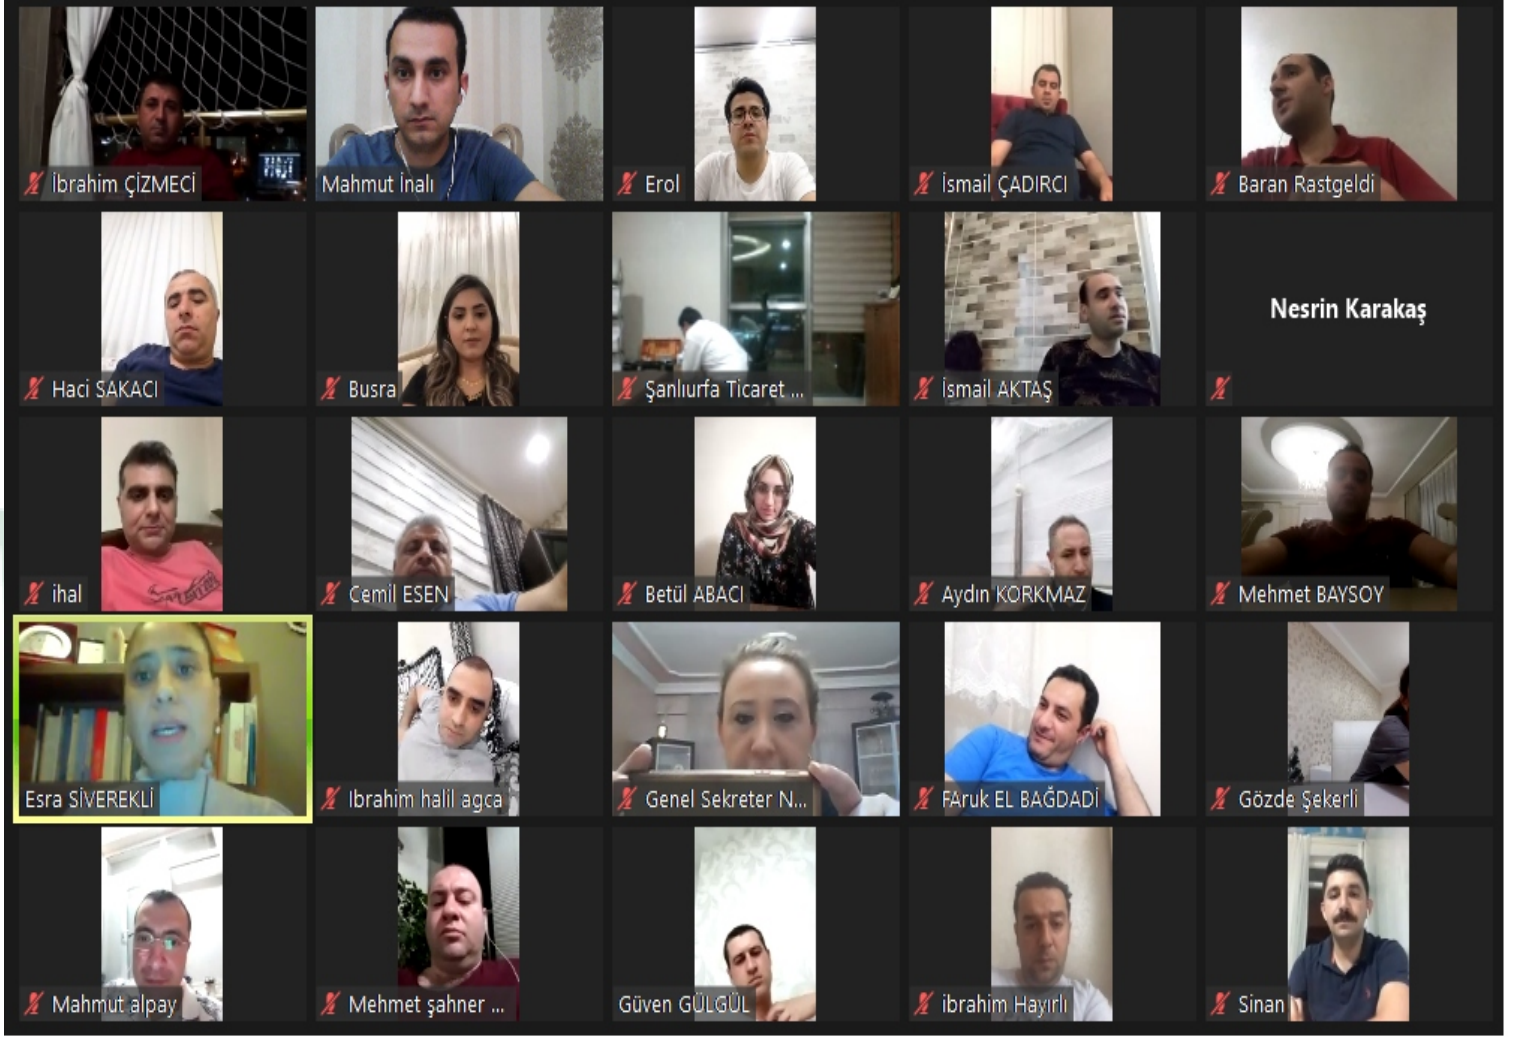 İbrahim ÇİZMECİ
Mahmut İnalı
Erol
İsmail ÇADIRCI
Baran Rastgeldi
Haci SAKACI
Busra
Şanlıurfa Ticaret ...
İsmail AKTAŞ
Nesrin Karakaş
ihal
Cemil ESEN
Betül ABACI
Aydın KORKMAZ
Mehmet BAYSOY
Esra SİVEREKLİ
Ibrahim halil agca
Genel Sekreter N...
FAruk EL BAĞDADİ
Gözde Şekerli
Mahmut alpay
Mehmet şahner ...
Güven GÜLGÜL
ibrahim Hayırlı
Sinan